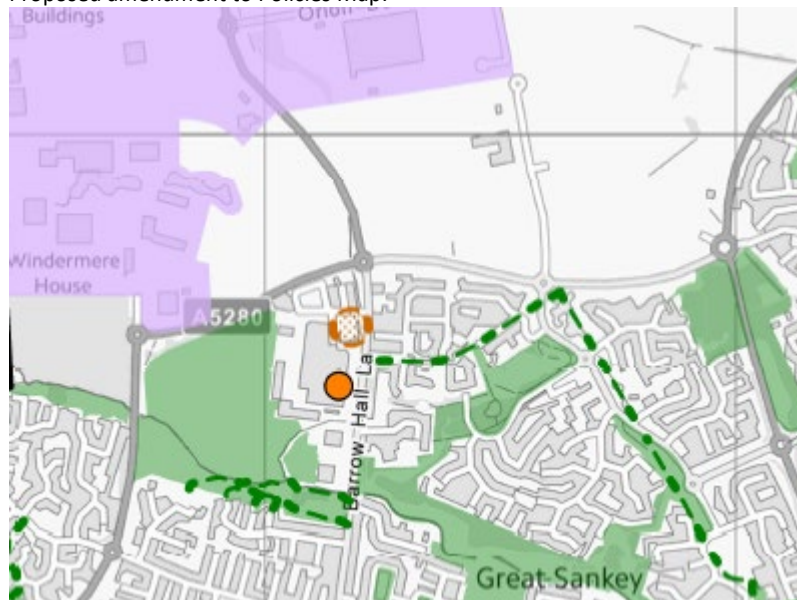 Proposed amendment to Policies Map:
Buildings
Windermere
House
A5280
Barrow Hall La
Great Sankey